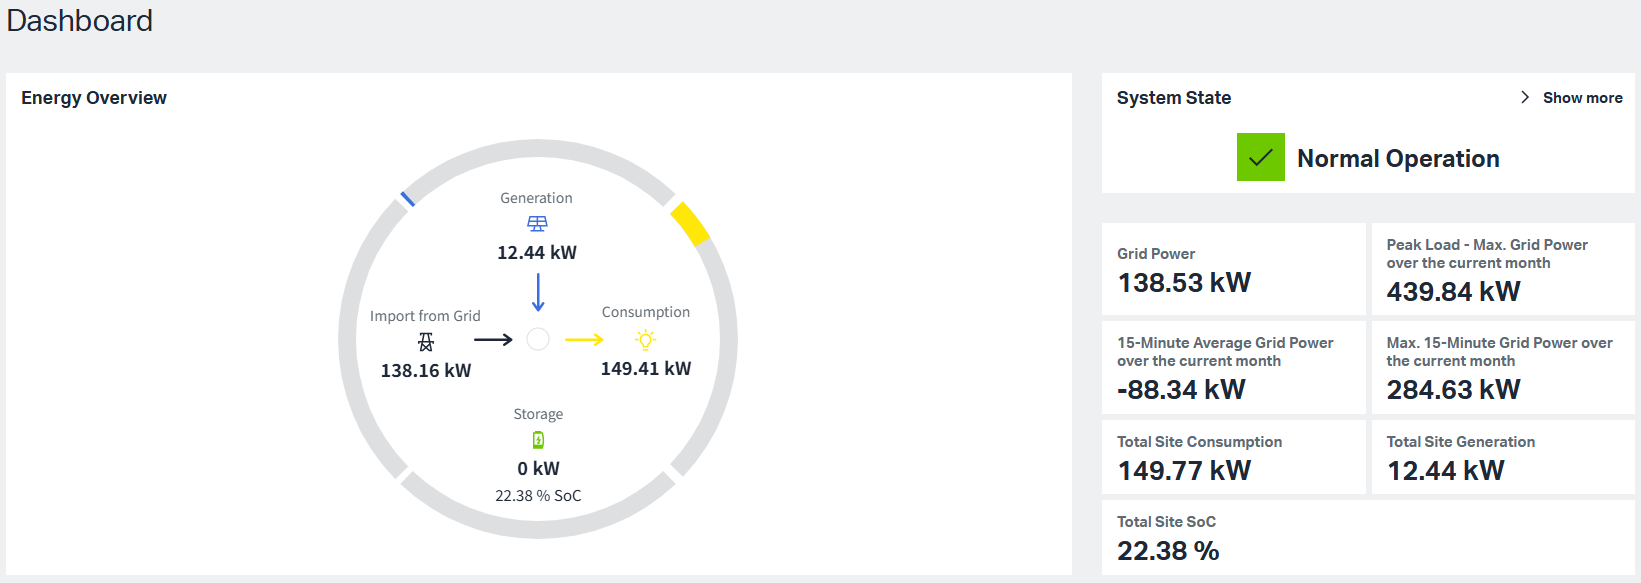 Dashboard
Energy Overview
Generation
12.44 kW
Import from Grid
138.16 kW
Consumption
149.41 kW
Storage
0 kW
22.38 % SoC
System State
Show more
Normal Operation
Grid Power
138.53 kW
Peak Load - Max. Grid Power
over the current month
439.84 kW
15-Minute Average Grid Power
over the current month
-88.34 kW
Max. 15-Minute Grid Power over
the current month
284.63 kW
Total Site Consumption
149.77 kW
Total Site Generation
12.44 kW
Total Site SoC
22.38 %